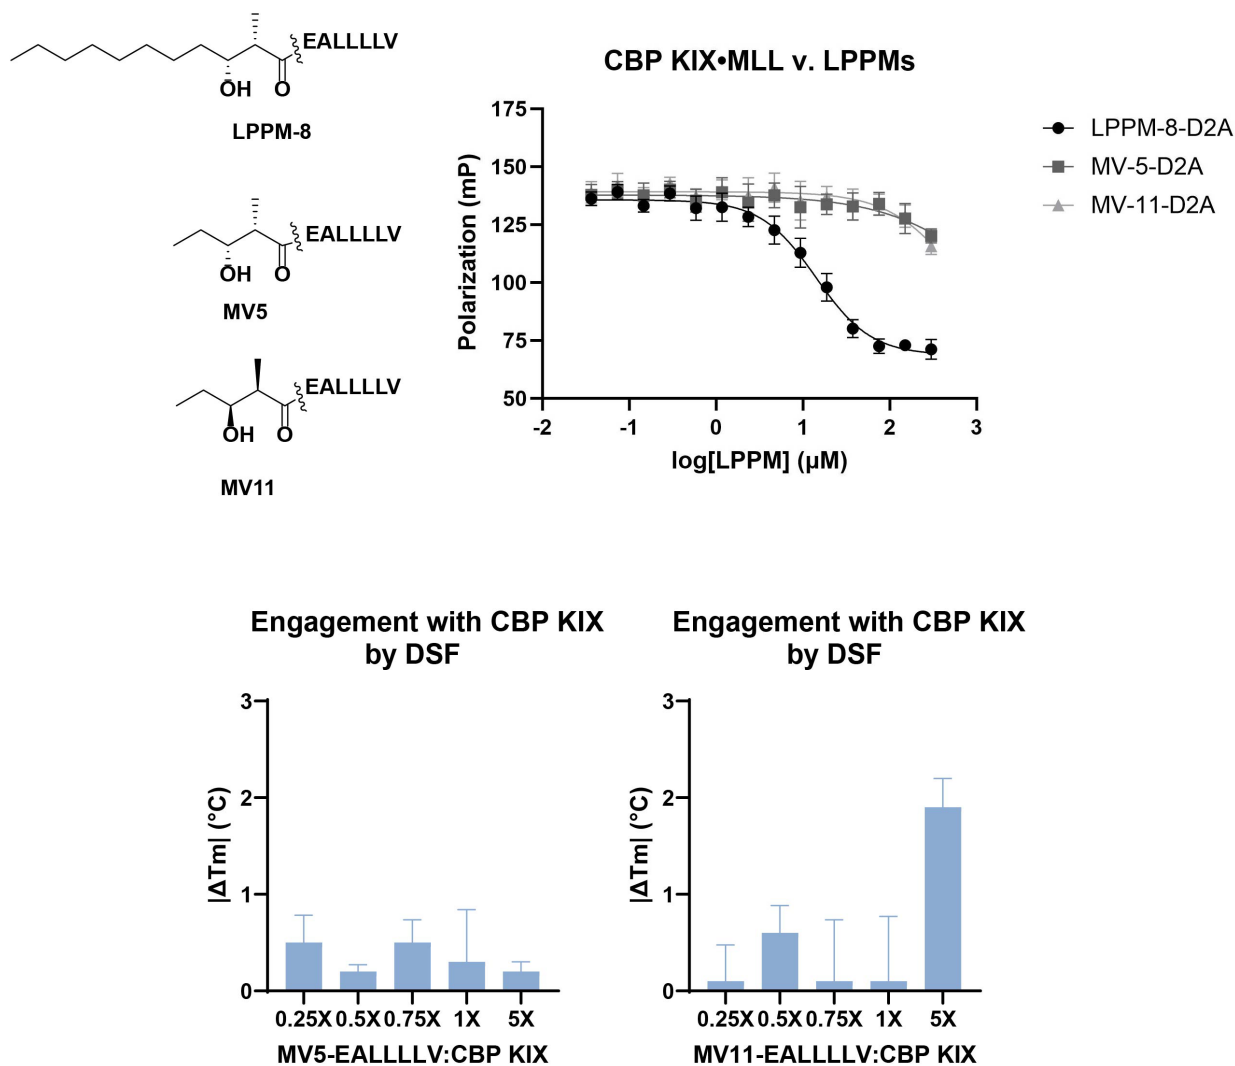 EALLLLV
OH O
LPPM-8
EALLLLV
OH O
MV5
EALLLLV
OH O
MV11
CBP KIX•MLL v. LPPMs
Polarization (mP)
175
150
125
100
75
50
-2 -1 0 1 2 3
log[LPPM] (µM)
LPPM-8-D2A
MV-5-D2A
MV-11-D2A
Engagement with CBP KIX
by DSF
|ΔTm| (°C)
3
2
1
0
0.25X 0.5X 0.75X 1X 5X
MV5-EALLLLV:CBP KIX
Engagement with CBP KIX
by DSF
|ΔTm| (°C)
3
2
1
0
0.25X 0.5X 0.75X 1X 5X
MV11-EALLLLV:CBP KIX